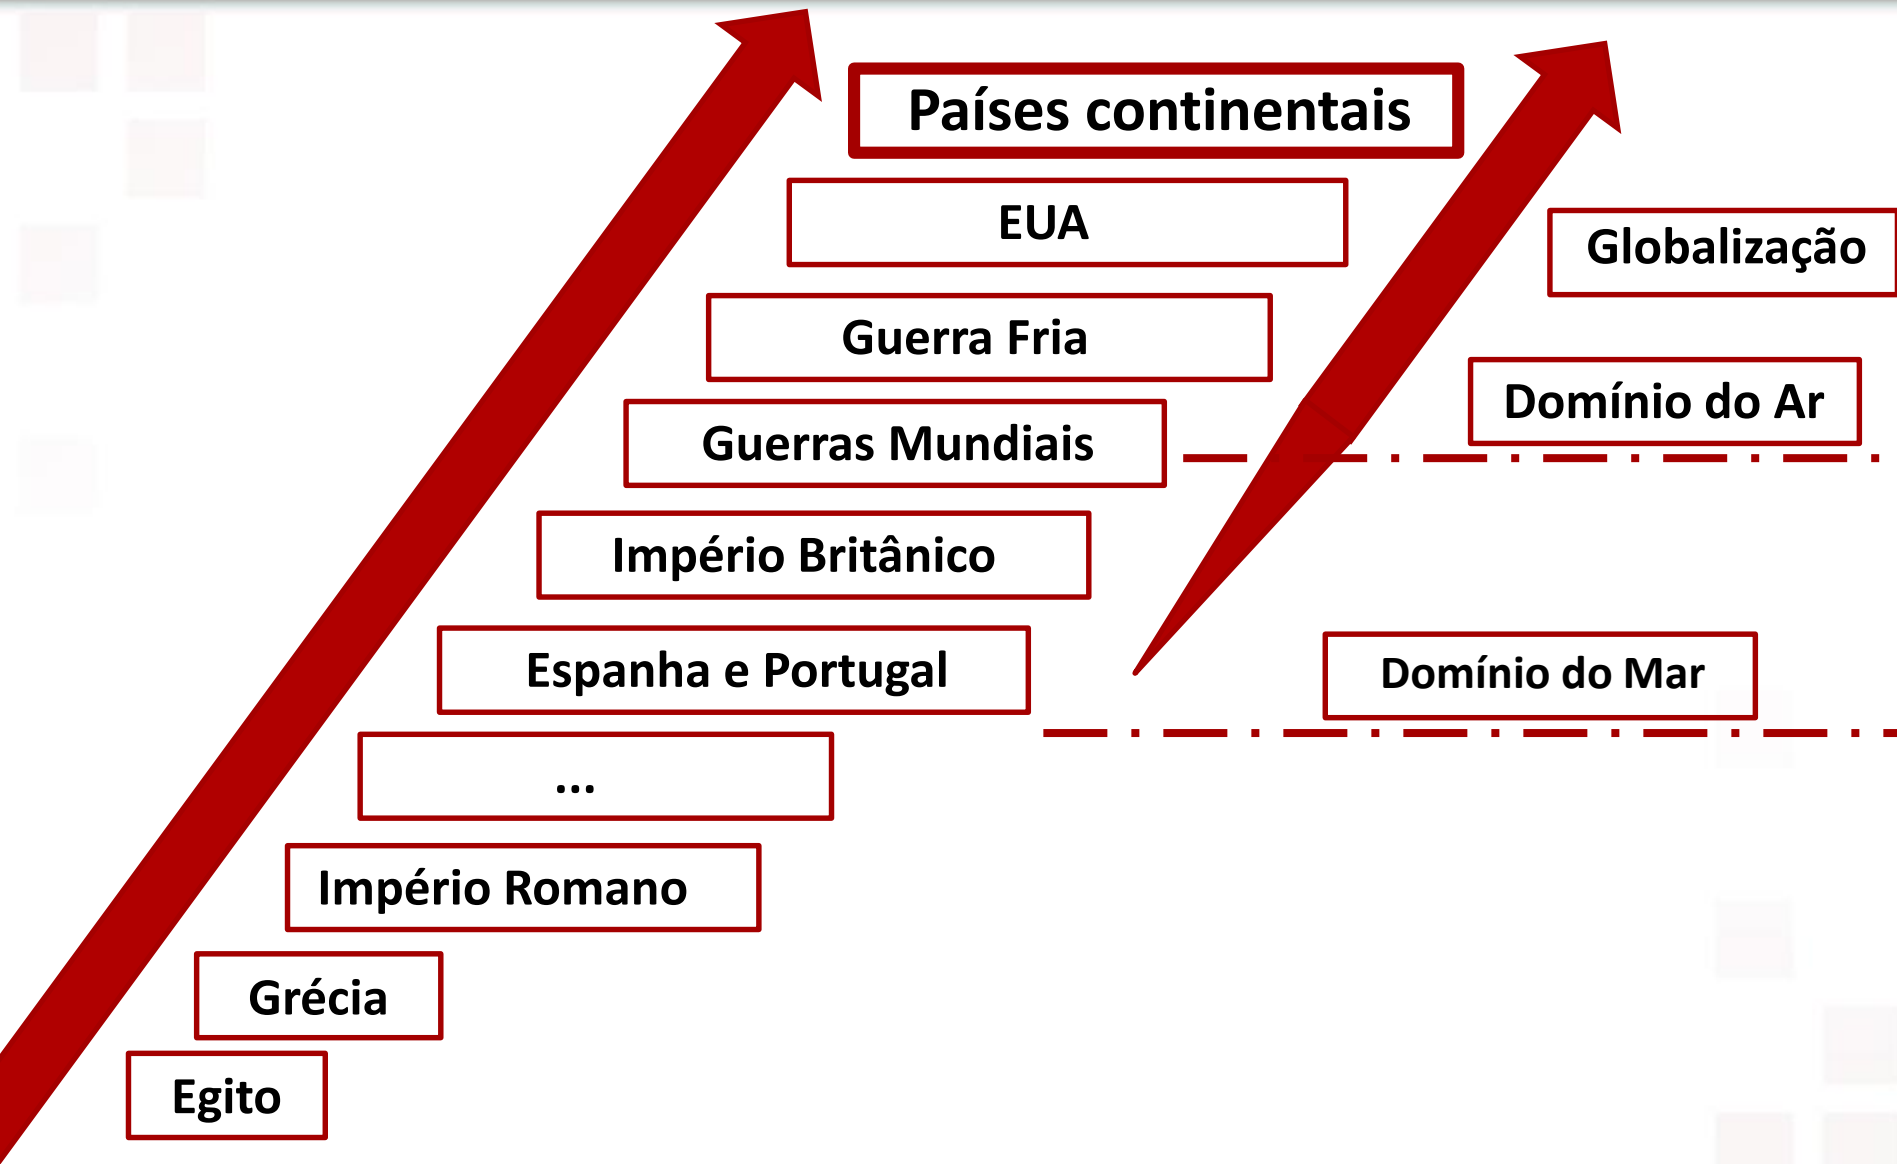 Países continentais
EUA
Globalização
Guerra Fria
Domínio do Ar
Guerras Mundiais
Império Britânico
Espanha e Portugal
Domínio do Mar
...
Império Romano
Grécia
Egito